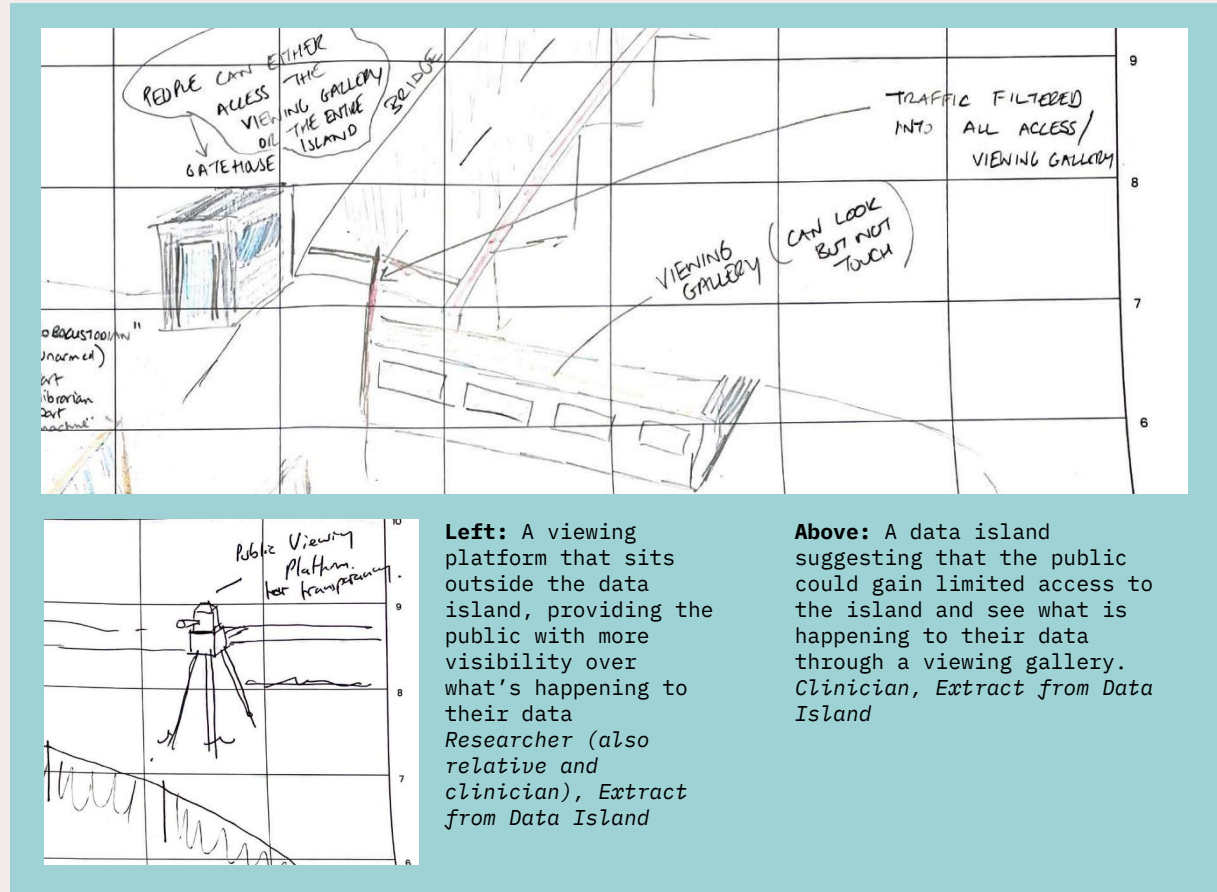 PEOPLE CAN EITHER
ACCESS THE
VIEWING GALLERY
OR THE ENTIRE
ISLAND
GATEHOUSE
BRIDGE
TRAFFIC FILTERED
INTO ALL ACCESS/
VIEWING GALLERY
VIEWING
GALLERY
(CAN LOOK
BUT NOT
TOUCH)
9
8
7
6
unarmed)
librarian
Public Viewing
Platform.
for transparency.
10
9
8
7
6
Left: A viewing
platform that sits
outside the data
island, providing the
public with more
visibility over
what's happening to
their data
Researcher (also
relative and
clinician), Extract
from Data Island
Above: A data island
suggesting that the public
could gain limited access to
the island and see what is
happening to their data
through a viewing gallery.
Clinician, Extract from Data
Island